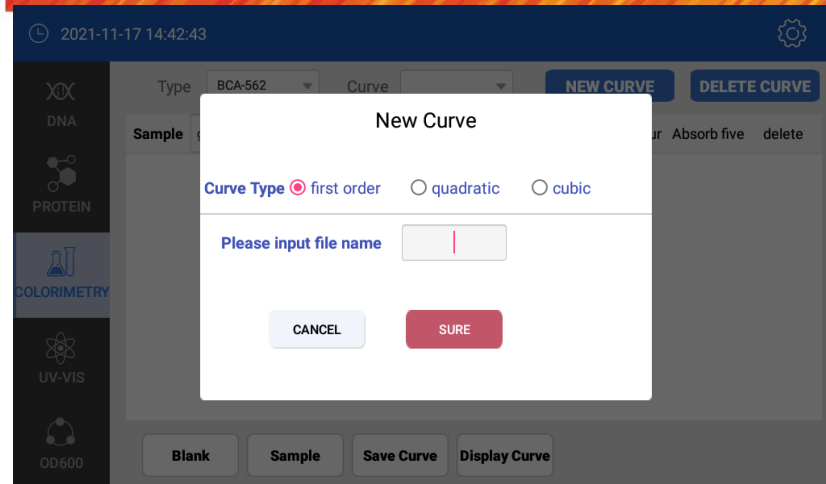 2021-11-17 14:42:43
Type BCA-562 Curve NEW CURVE DELETE CURVE
DNA
Sample Absorb five delete
New Curve
Curve Type first order quadratic cubic
PROTEIN
Please input file name
COLORIMETRY
CANCEL SURE
UV-VIS
OD600
Blank Sample Save Curve Display Curve